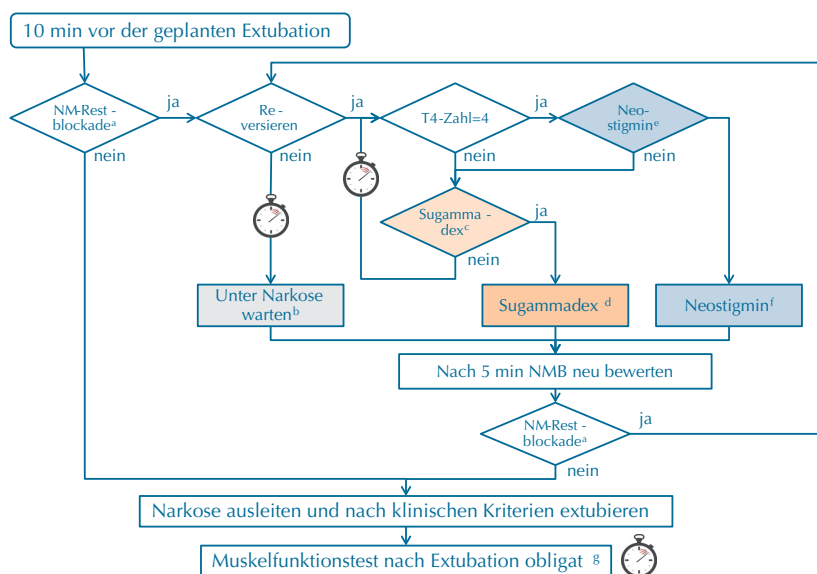 10 min vor der geplanten Extubation
NM-Rest -
blockadeᵃ
ja
nein
Re -
versieren
ja
nein
T4-Zahl=4
ja
nein
Neo-
stigminᵉ
nein
Sugamma -
dexᶜ
ja
nein
Unter Narkose
wartenᵇ
Sugammadex ᵈ
Neostigminᶠ
Nach 5 min NMB neu bewerten
NM-Rest -
blockadeᵃ
ja
nein
Narkose ausleiten und nach klinischen Kriterien extubieren
Muskelfunktionstest nach Extubation obligat ᵍ